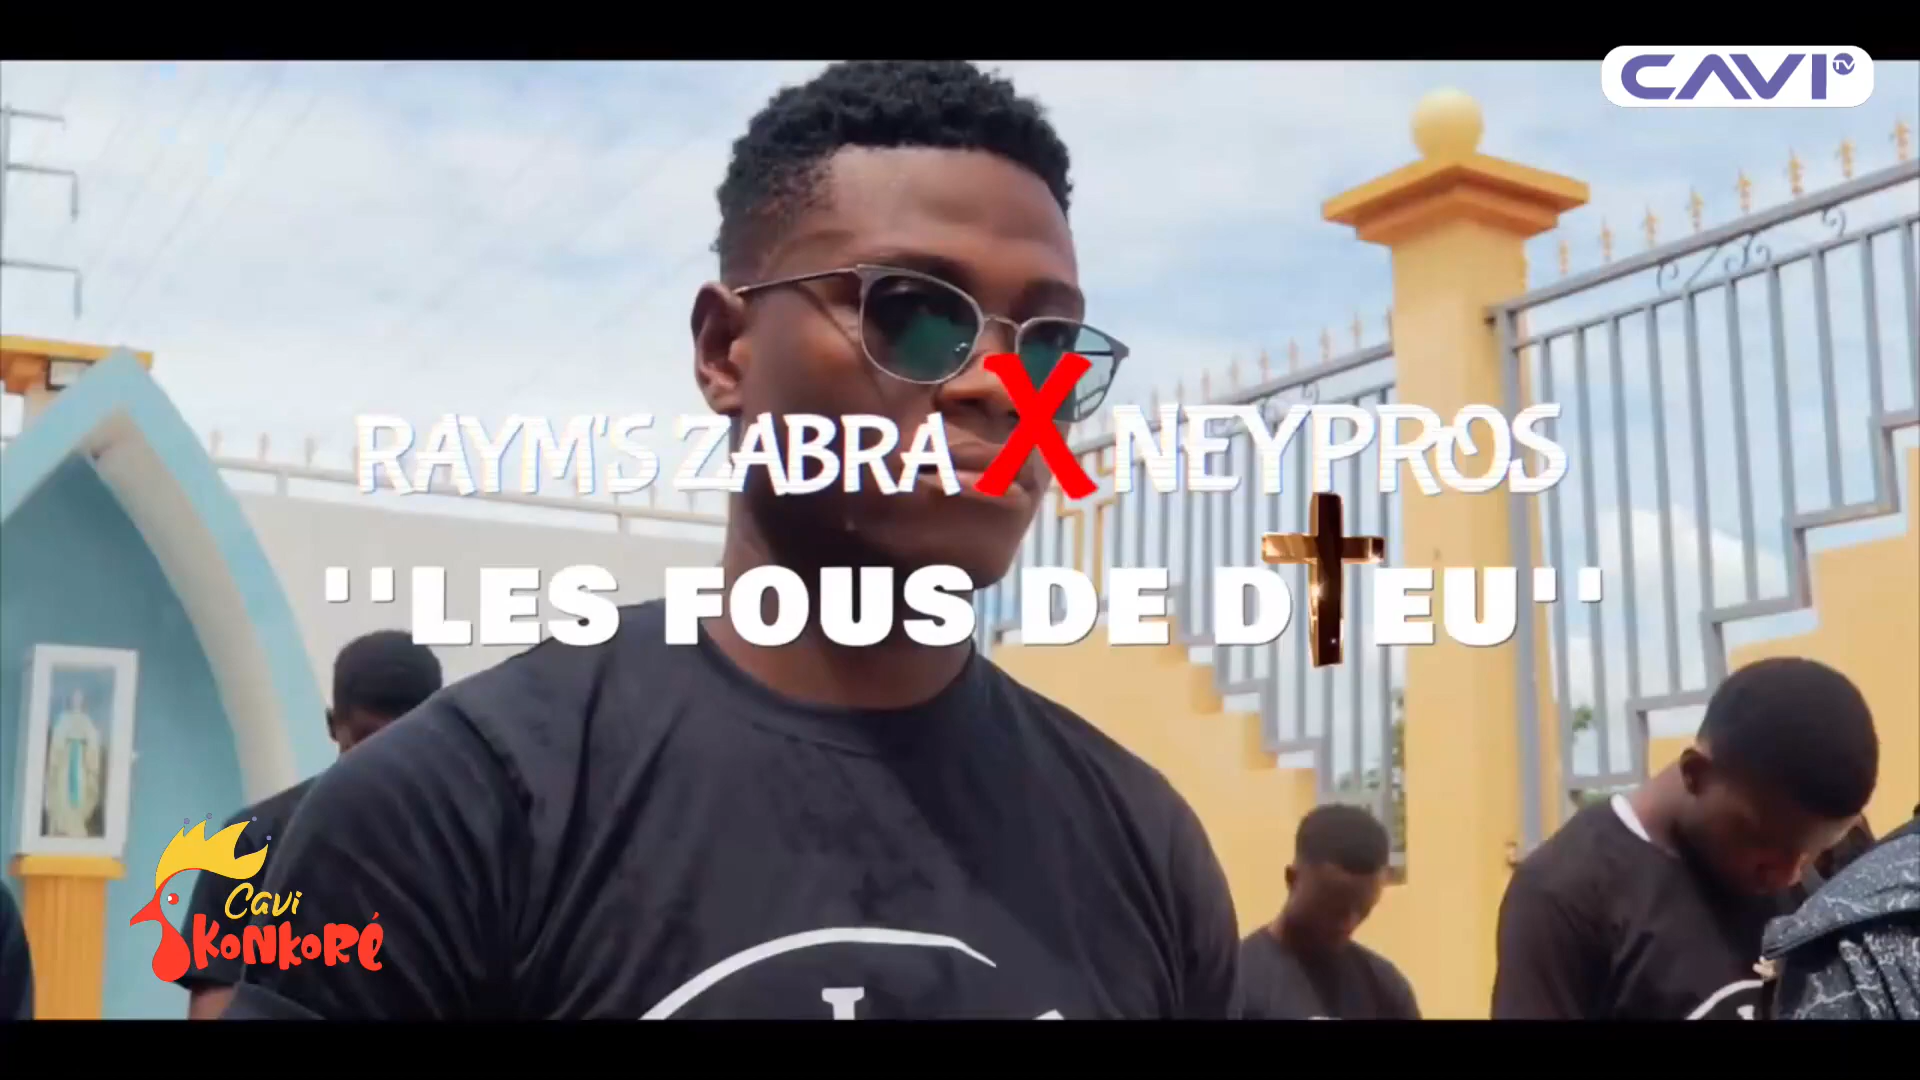 CAVI TV
RAYM'S ZABRA X NEYPROS
''LES FOUS DE DIEU''
Cavi
KONKORÉ